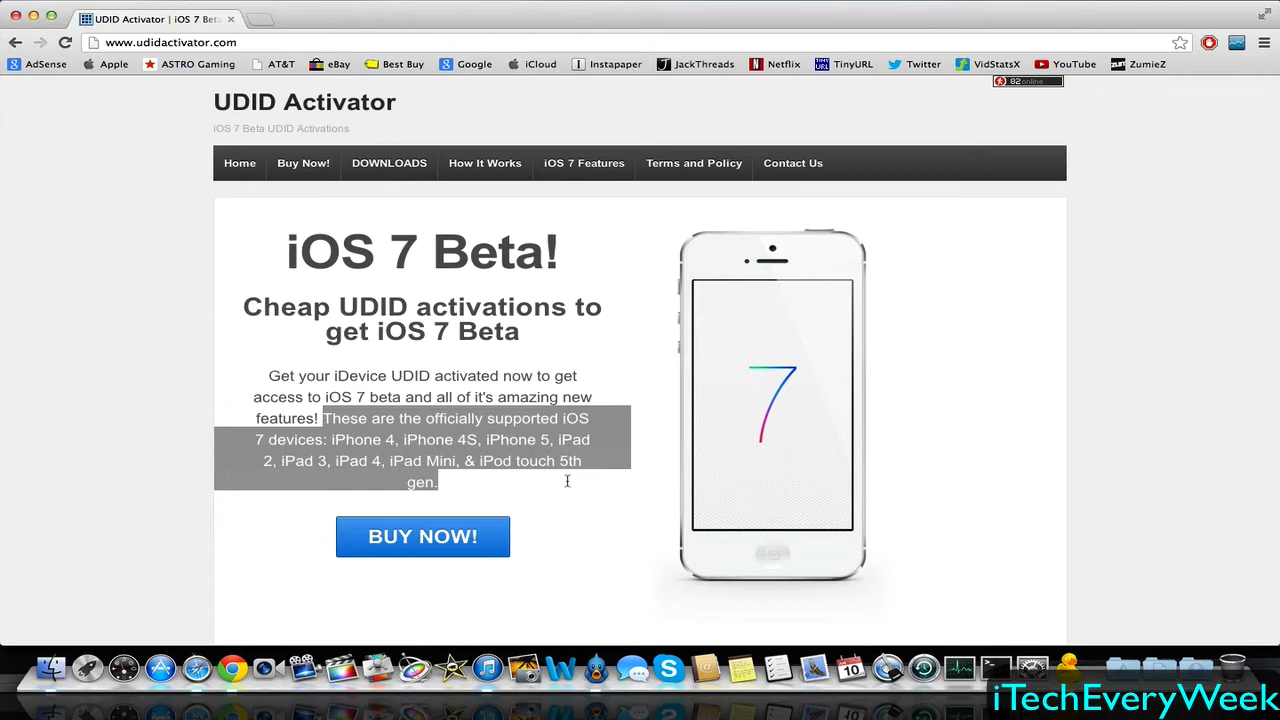 UDID Activator | iOS 7 Beta
www.udidactivator.com
AdSense Apple ASTRO Gaming AT&T eBay Best Buy Google iCloud Instapaper JackThreads Netflix TinyURL Twitter VidStatsX YouTube ZumieZ
82 online
UDID Activator
iOS 7 Beta UDID Activations
Home Buy Now! DOWNLOADS How It Works iOS 7 Features Terms and Policy Contact Us
iOS 7 Beta!
Cheap UDID activations to
get iOS 7 Beta
Get your iDevice UDID activated now to get
access to iOS 7 beta and all of it's amazing new
features! These are the officially supported iOS
7 devices: iPhone 4, iPhone 4S, iPhone 5, iPad
2, iPad 3, iPad 4, iPad Mini, & iPod touch 5th
gen.
BUY NOW!
7
10
iTechEveryWeek